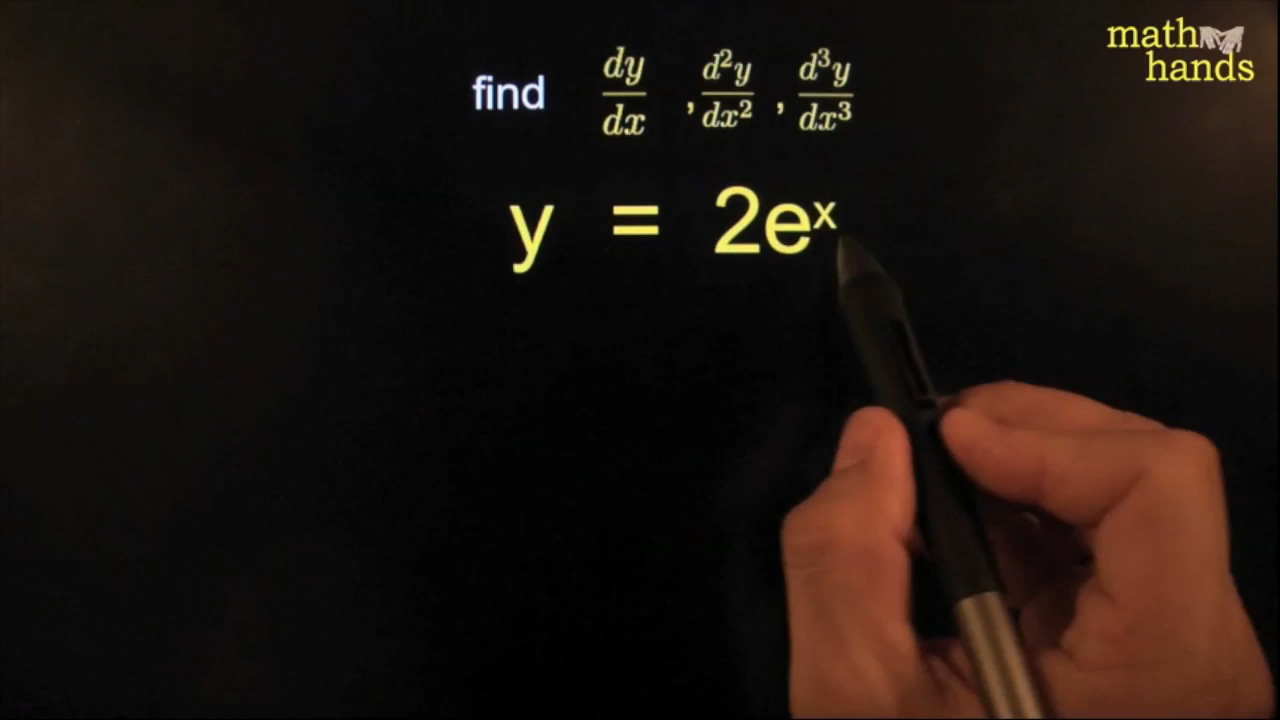 math
hands
find dy/dx , d²y/dx² , d³y/dx³
y = 2eˣ